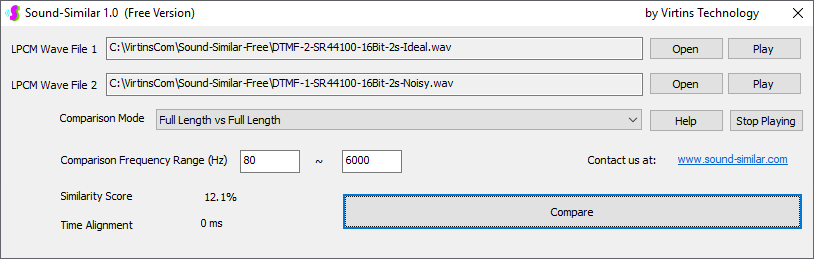 Sound-Similar 1.0 (Free Version) by Virtins Technology
LPCM Wave File 1 C:\VirtinsCom\Sound-Similar-Free\DTMF-2-SR44100-16Bit-2s-Ideal.wav Open Play
LPCM Wave File 2 C:\VirtinsCom\Sound-Similar-Free\DTMF-1-SR44100-16Bit-2s-Noisy.wav Open Play
Comparison Mode Full Length vs Full Length Help Stop Playing
Comparison Frequency Range (Hz) 80 ~ 6000 Contact us at: www.sound-similar.com
Similarity Score 12.1%
Compare
Time Alignment 0 ms